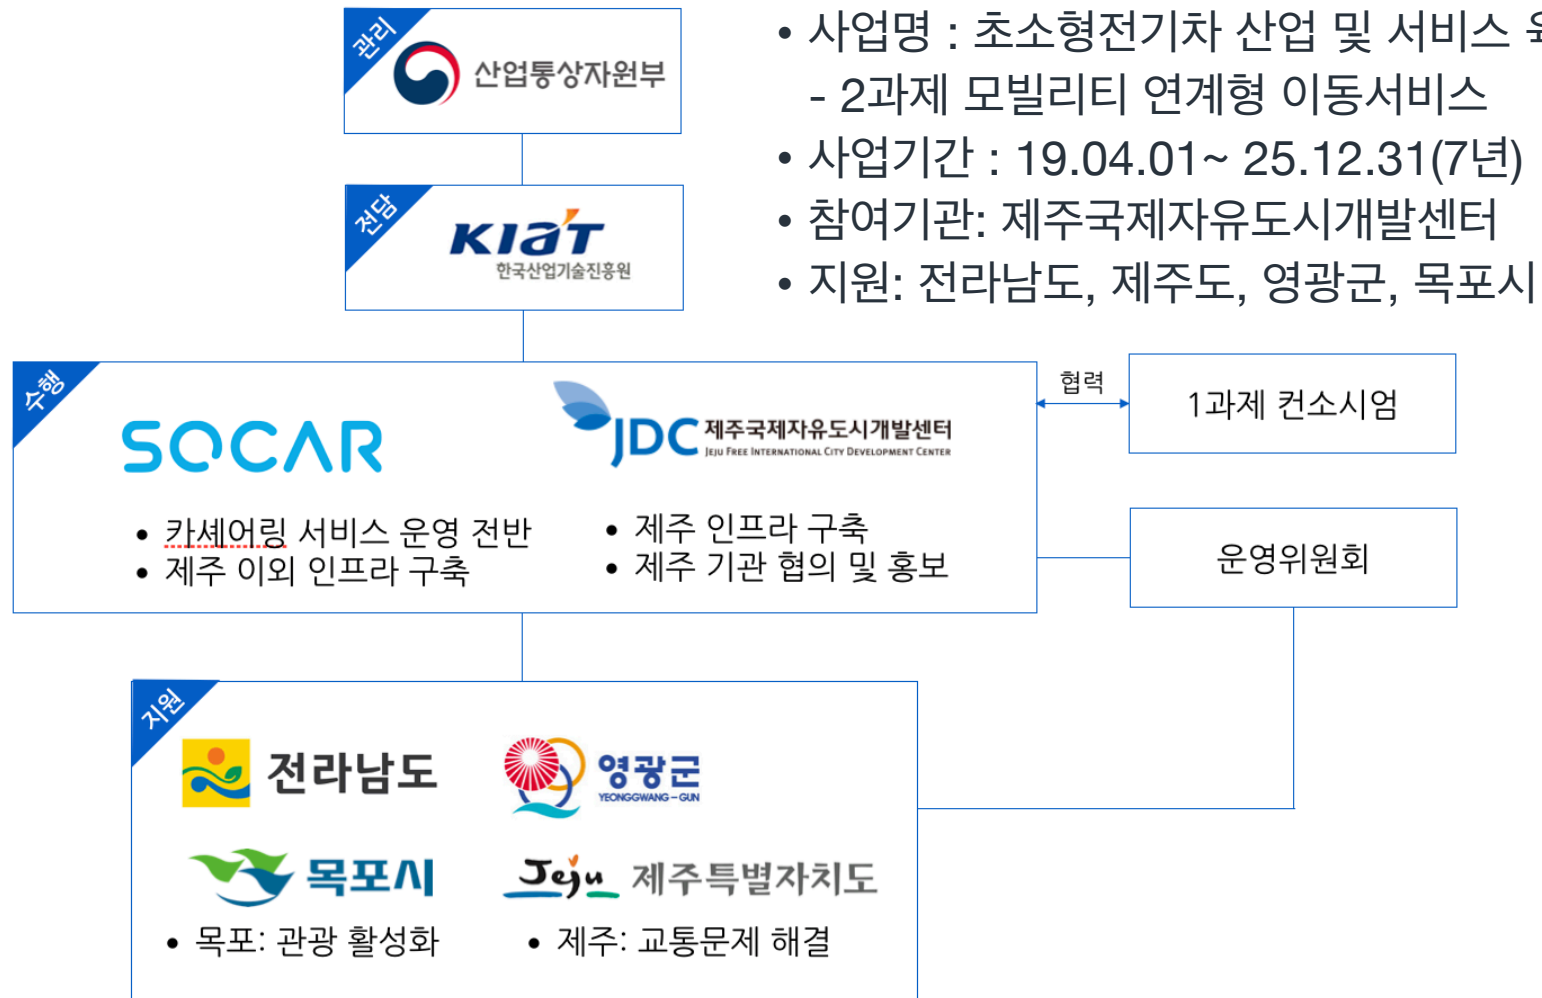 관리
산업통상자원부
• 사업명 : 초소형전기차 산업 및 서비스
- 2과제 모빌리티 연계형 이동서비스
• 사업기간 : 19.04.01~ 25.12.31(7년)
• 참여기관: 제주국제자유도시개발센터
• 지원: 전라남도, 제주도, 영광군, 목포시
전담
KIAT
한국산업기술진흥원
수행
SOCAR
JDC 제주국제자유도시개발센터
JEJU FREE INTERNATIONAL CITY DEVELOPMENT CENTER
• 카셰어링 서비스 운영 전반
• 제주 이외 인프라 구축
• 제주 인프라 구축
• 제주 기관 협의 및 홍보
협력
1과제 컨소시엄
운영위원회
지원
전라남도
영광군
YEONGGWANG-GUN
목포시
Jeju 제주특별자치도
• 목포: 관광 활성화
• 제주: 교통문제 해결